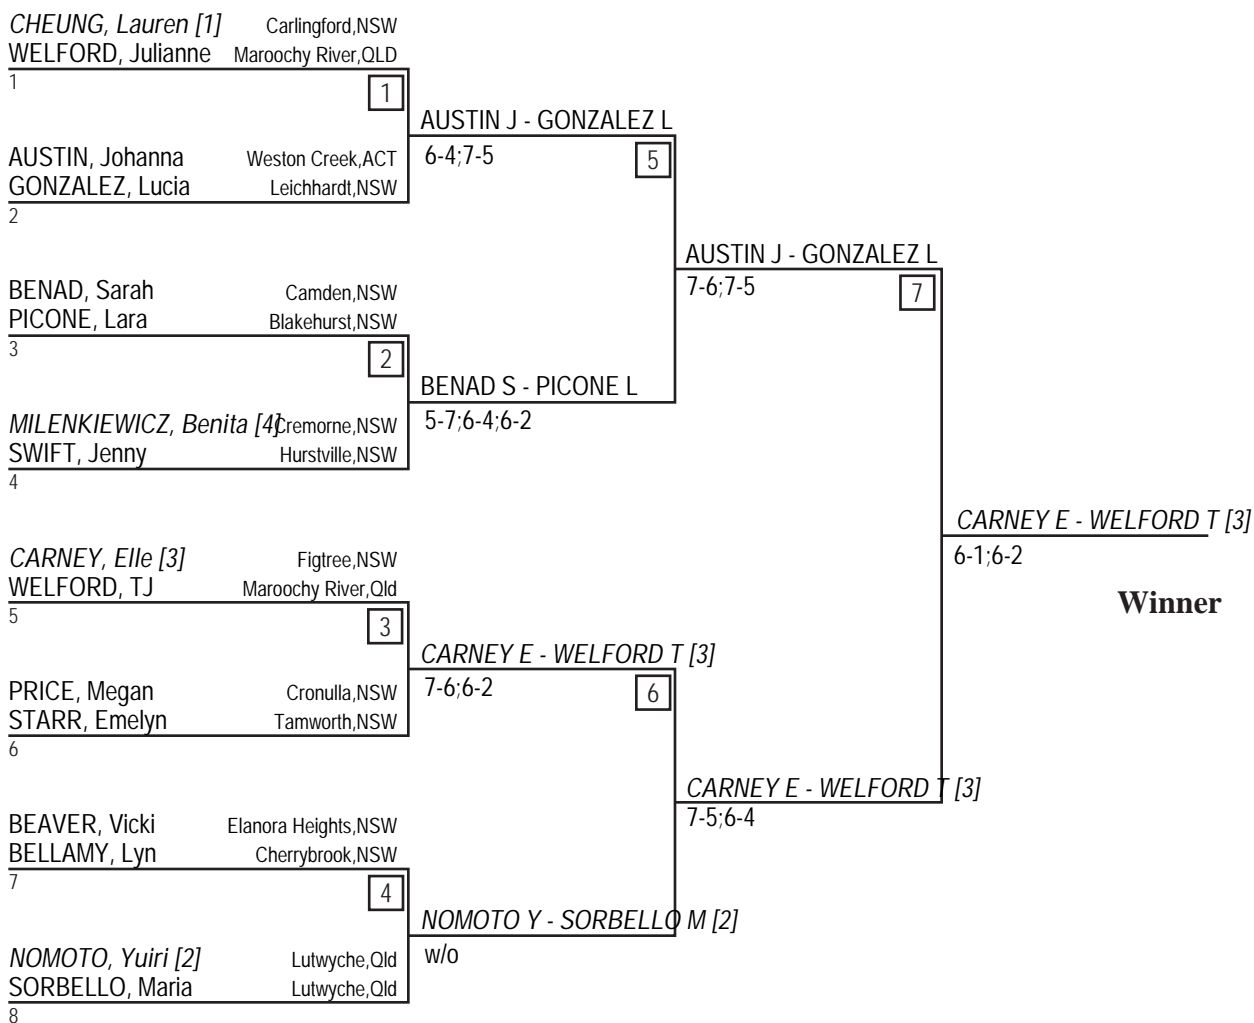 CHEUNG, Lauren [1] Carlingford,NSW
WELFORD, Julianne Maroochy River,QLD
1
1
AUSTIN J - GONZALEZ L
6-4;7-5
5
AUSTIN, Johanna Weston Creek,ACT
GONZALEZ, Lucia Leichhardt,NSW
2
AUSTIN J - GONZALEZ L
7-6;7-5
7
BENAD, Sarah Camden,NSW
PICONE, Lara Blakehurst,NSW
3
2
BENAD S - PICONE L
5-7;6-4;6-2
MILENKIEWICZ, Benita [4] Cremorne,NSW
SWIFT, Jenny Hurstville,NSW
4
CARNEY E - WELFORD T [3]
6-1;6-2
Winner
CARNEY, Elle [3] Figtree,NSW
WELFORD, TJ Maroochy River,Qld
5
3
CARNEY E - WELFORD T [3]
7-6;6-2
6
PRICE, Megan Cronulla,NSW
STARR, Emelyn Tamworth,NSW
6
CARNEY E - WELFORD T [3]
7-5;6-4
BEAVER, Vicki Elanora Heights,NSW
BELLAMY, Lyn Cherrybrook,NSW
7
4
NOMOTO Y - SORBELLO M [2]
w/o
NOMOTO, Yuiri [2] Lutwyche,Qld
SORBELLO, Maria Lutwyche,Qld
8